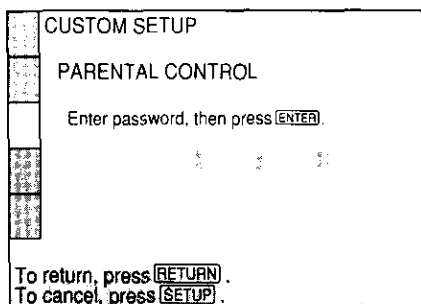 CUSTOM SETUP
PARENTAL CONTROL
Enter password, then press ENTER.
To return, press RETURN.
To cancel, press SETUP.